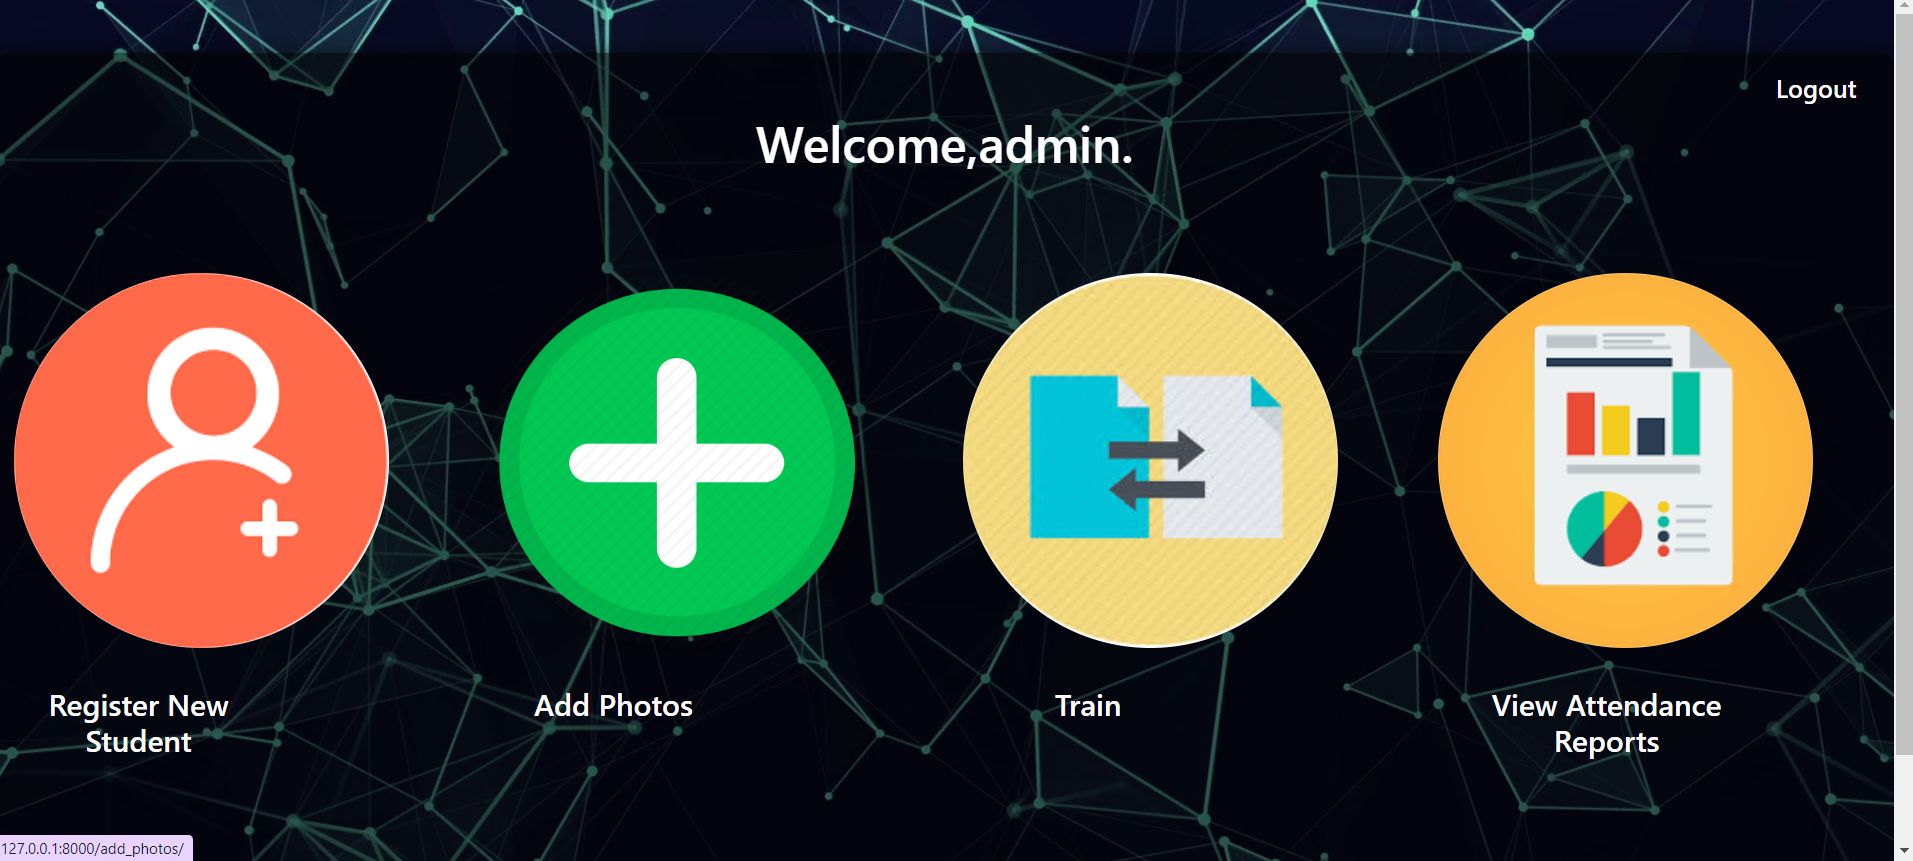 Logout
Welcome,admin.
Register New
Student
Add Photos
Train
View Attendance
Reports
127.0.0.1:8000/add_photos/